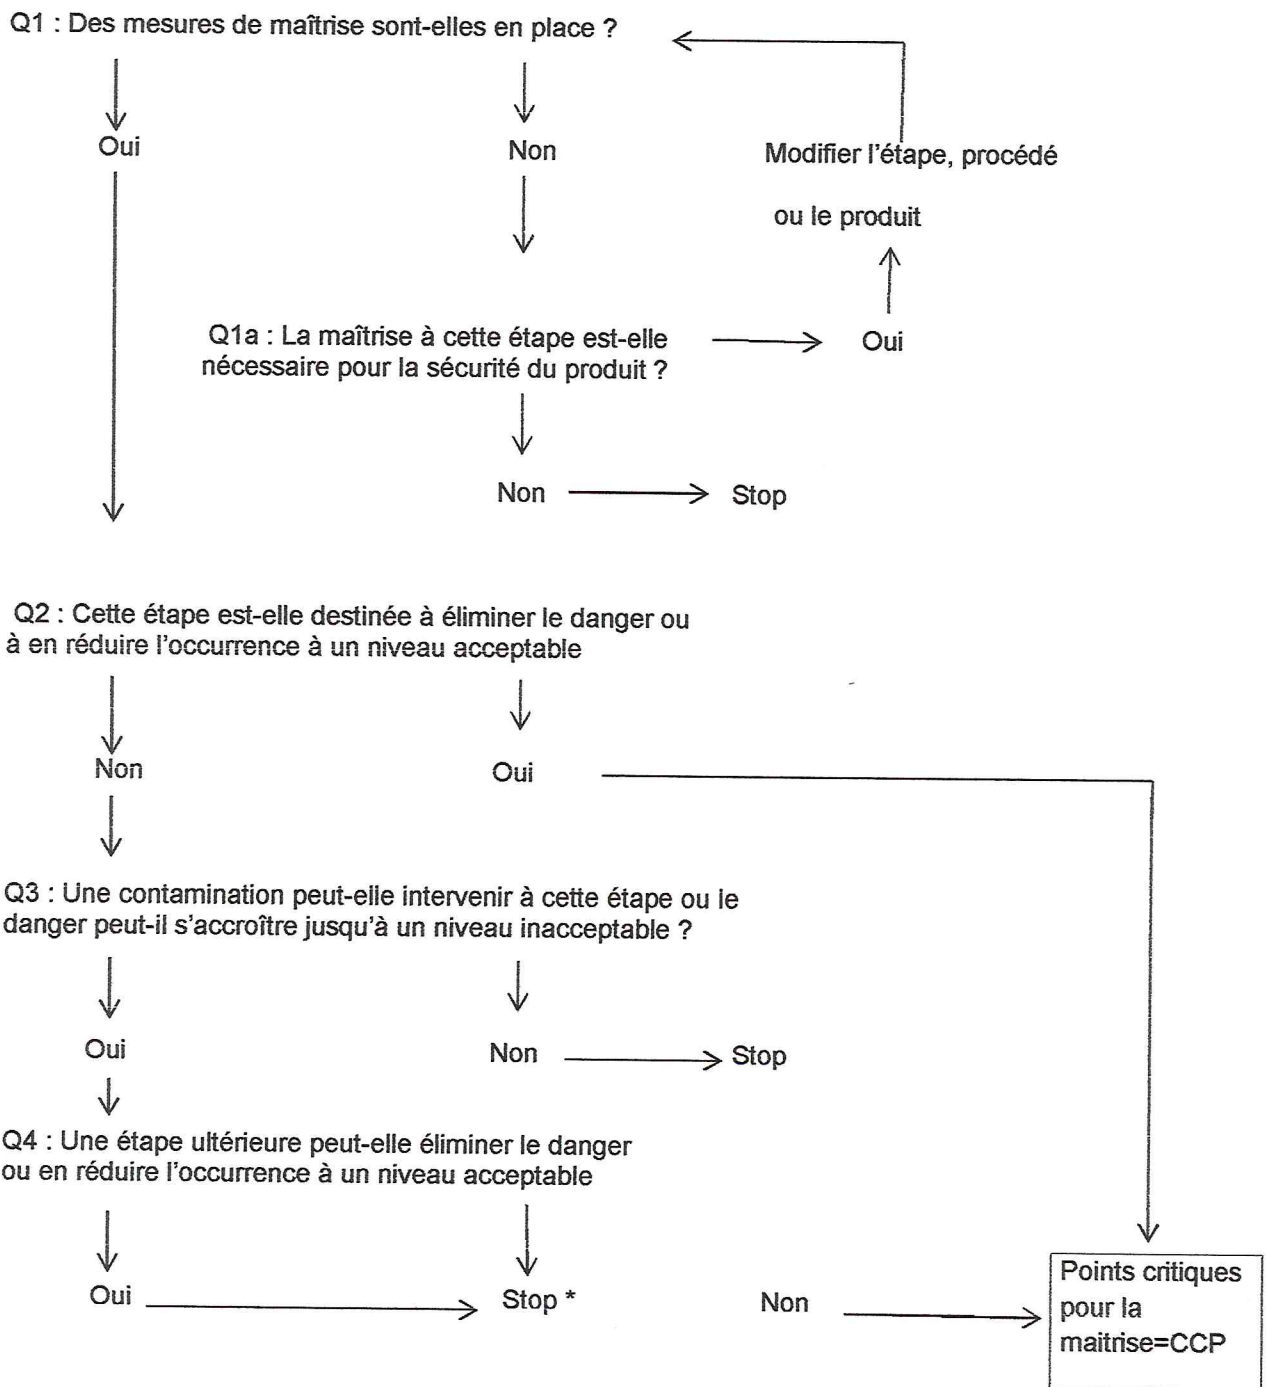 Q1 : Des mesures de maîtrise sont-elles en place ?
Oui
Non
Modifier l'étape, procédé
ou le produit
Q1a : La maîtrise à cette étape est-elle
nécessaire pour la sécurité du produit ?
Oui
Non
Stop
Q2 : Cette étape est-elle destinée à éliminer le danger ou
à en réduire l'occurrence à un niveau acceptable
Non
Oui
Q3 : Une contamination peut-elle intervenir à cette étape ou le
danger peut-il s'accroître jusqu'à un niveau inacceptable ?
Oui
Non
Stop
Q4 : Une étape ultérieure peut-elle éliminer le danger
ou en réduire l'occurrence à un niveau acceptable
Oui
Stop *
Non
Points critiques
pour la
maitrise=CCP